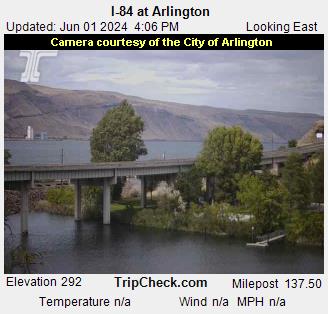 I-84 at Arlington
Updated: Jun 01 2024 4:06 PM Looking East
Camera courtesy of the City of Arlington
Elevation 292 TripCheck.com Milepost 137.50
Temperature n/a Wind n/a MPH n/a